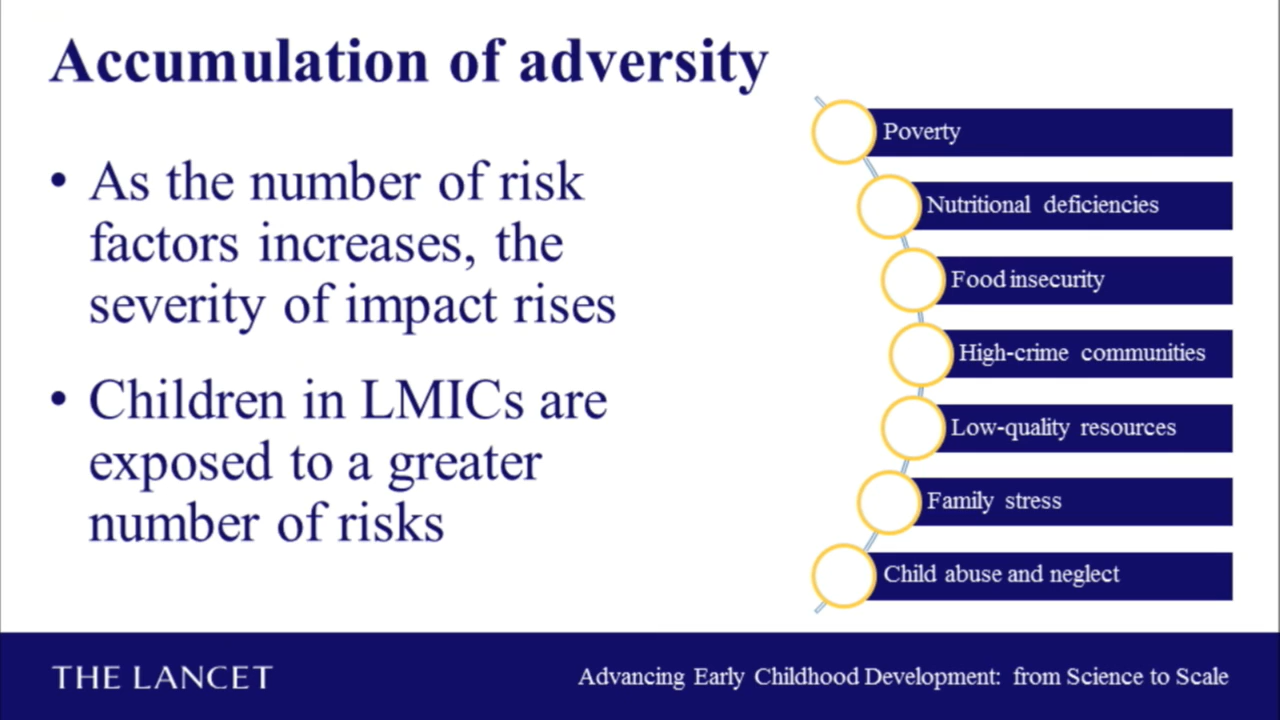 Accumulation of adversity
• As the number of risk
factors increases, the
severity of impact rises
• Children in LMICs are
exposed to a greater
number of risks
Poverty
Nutritional deficiencies
Food insecurity
High-crime communities
Low-quality resources
Family stress
Child abuse and neglect
THE LANCET
Advancing Early Childhood Development: from Science to Scale